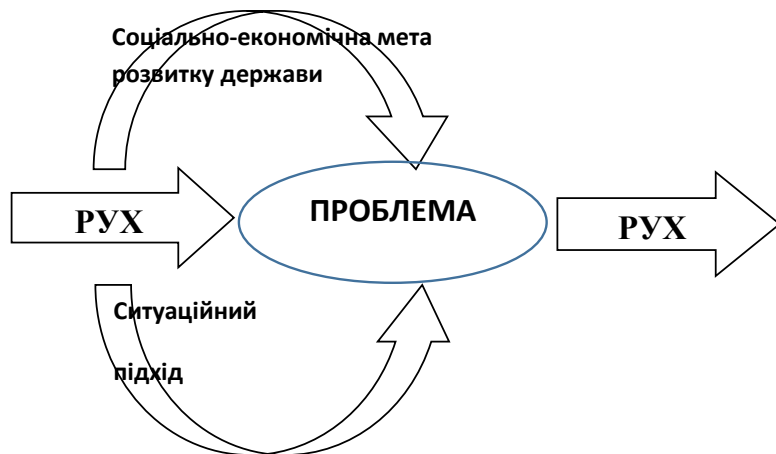 Соціально-економічна мета
розвитку держави
РУХ
ПРОБЛЕМА
РУХ
Ситуаційний
підхід